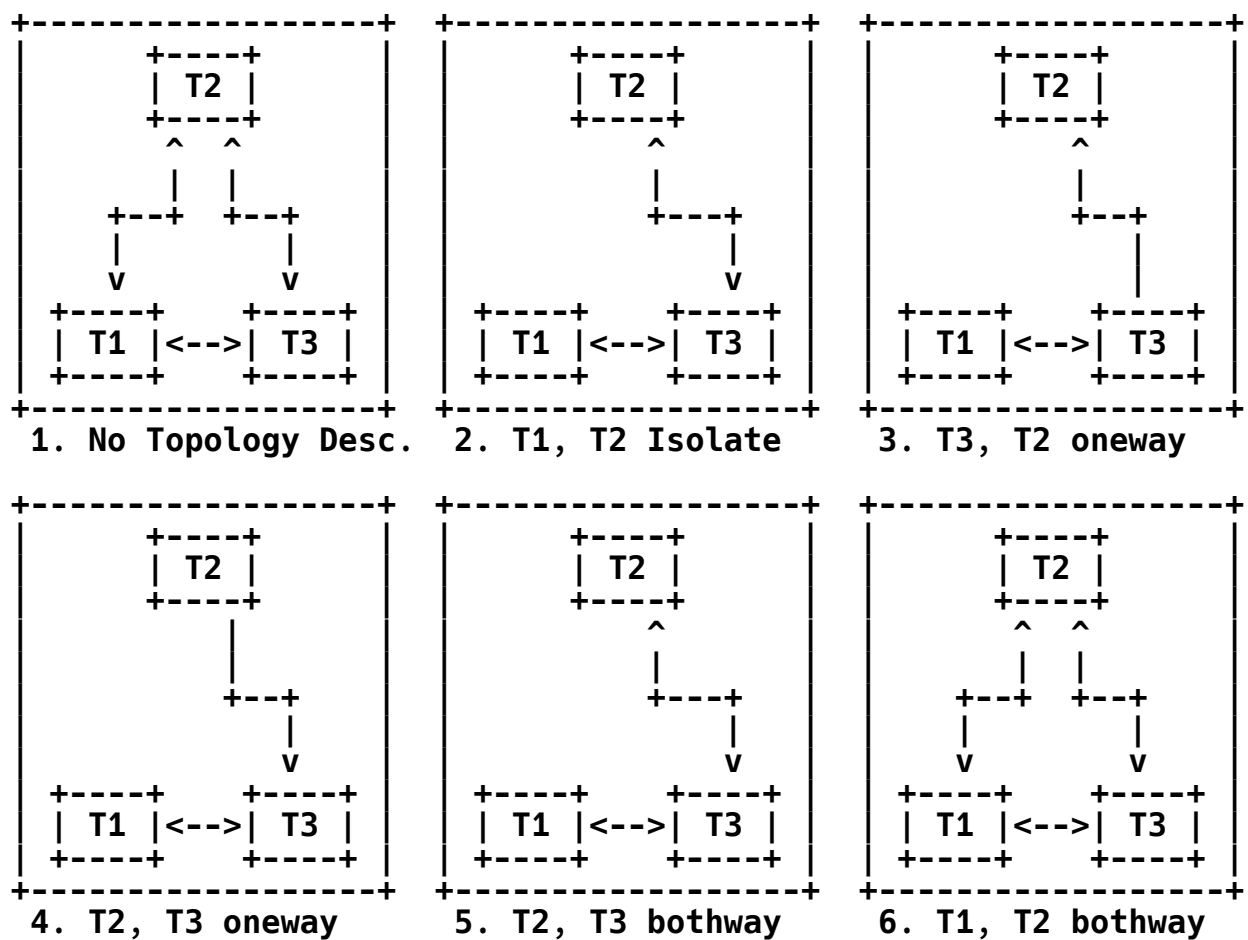 T2 T2 T2
T1 <--> T3 T1 <--> T3 T1 <--> T3
1. No Topology Desc. 2. T1, T2 Isolate 3. T3, T2 oneway
T2 T2 T2
T1 <--> T3 T1 <--> T3 T1 <--> T3
4. T2, T3 oneway 5. T2, T3 bothway 6. T1, T2 bothway